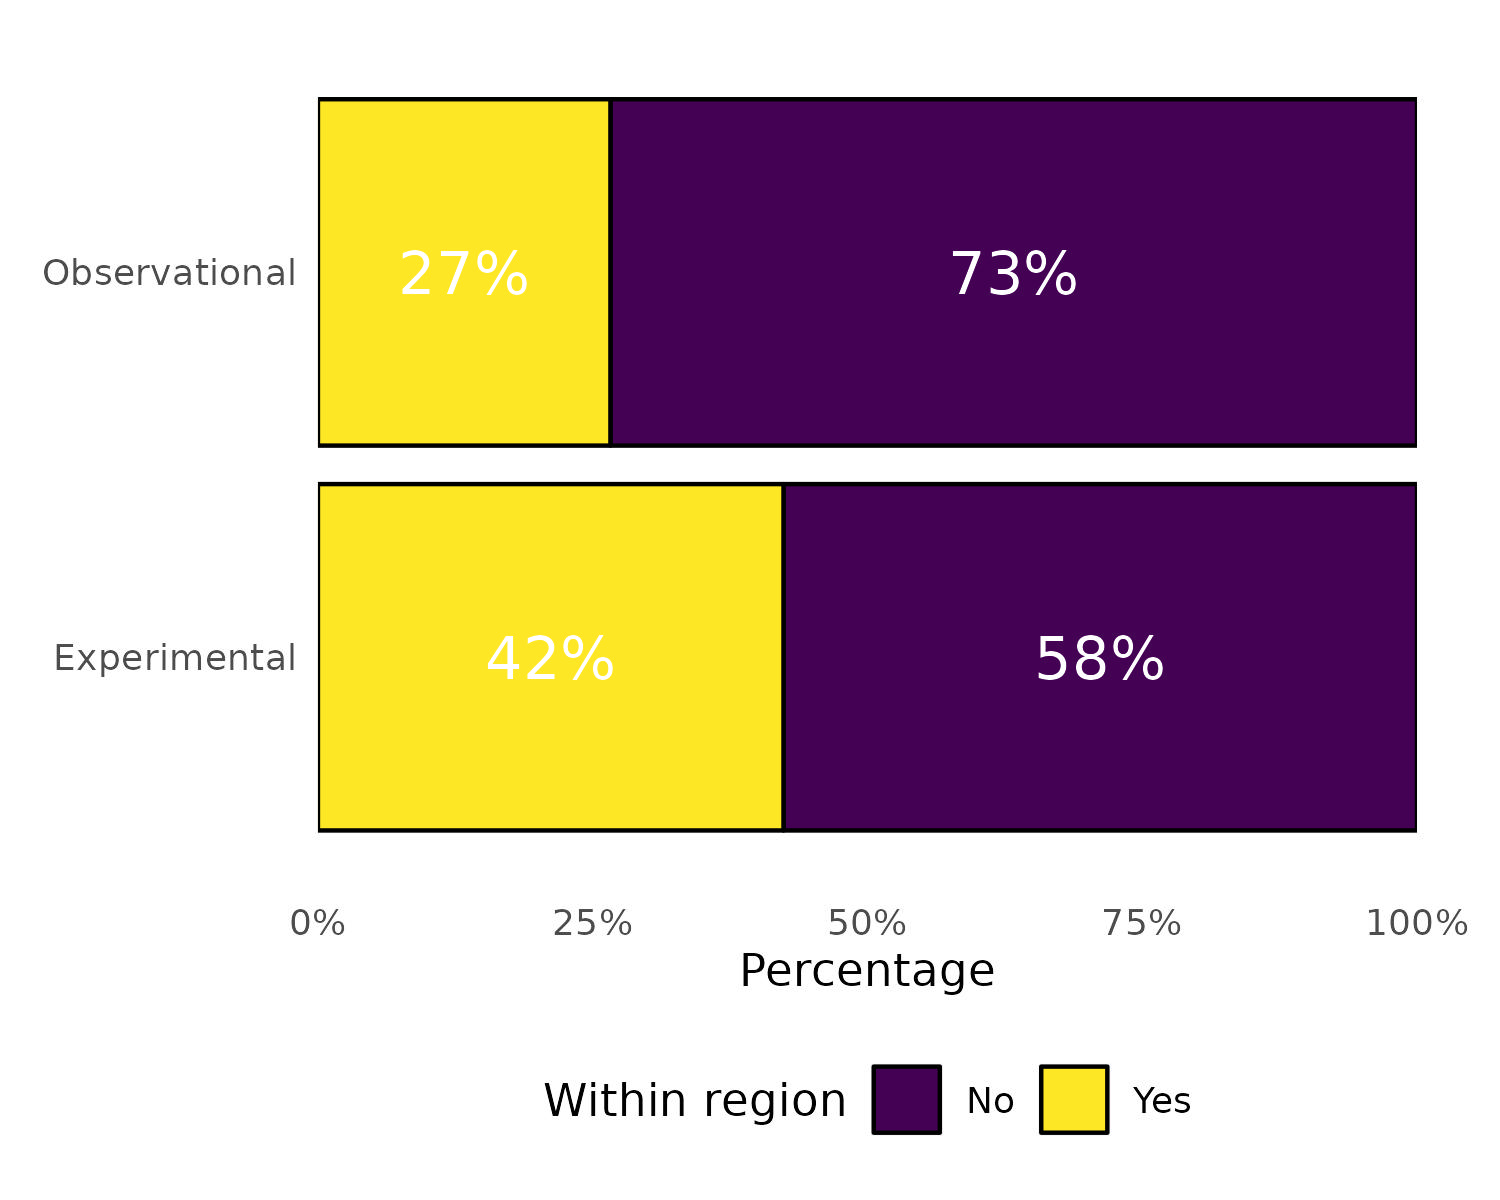 Observational
27%
73%
Experimental
42%
58%
0% 25% 50% 75% 100%
Percentage
Within region No Yes